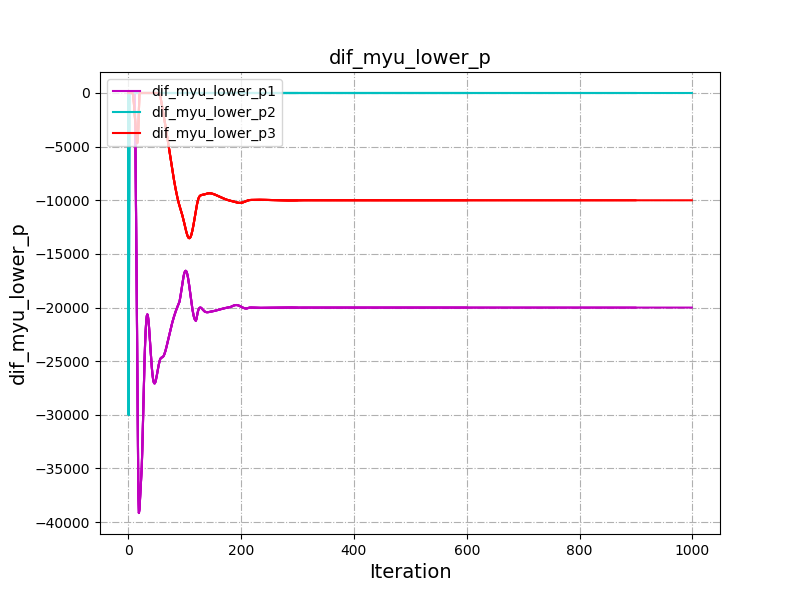 dif_myu_lower_p
dif_myu_lower_p
dif_myu_lower_p1
dif_myu_lower_p2
dif_myu_lower_p3
0
−5000
−10000
−15000
−20000
−25000
−30000
−35000
−40000
0 200 400 600 800 1000
Iteration